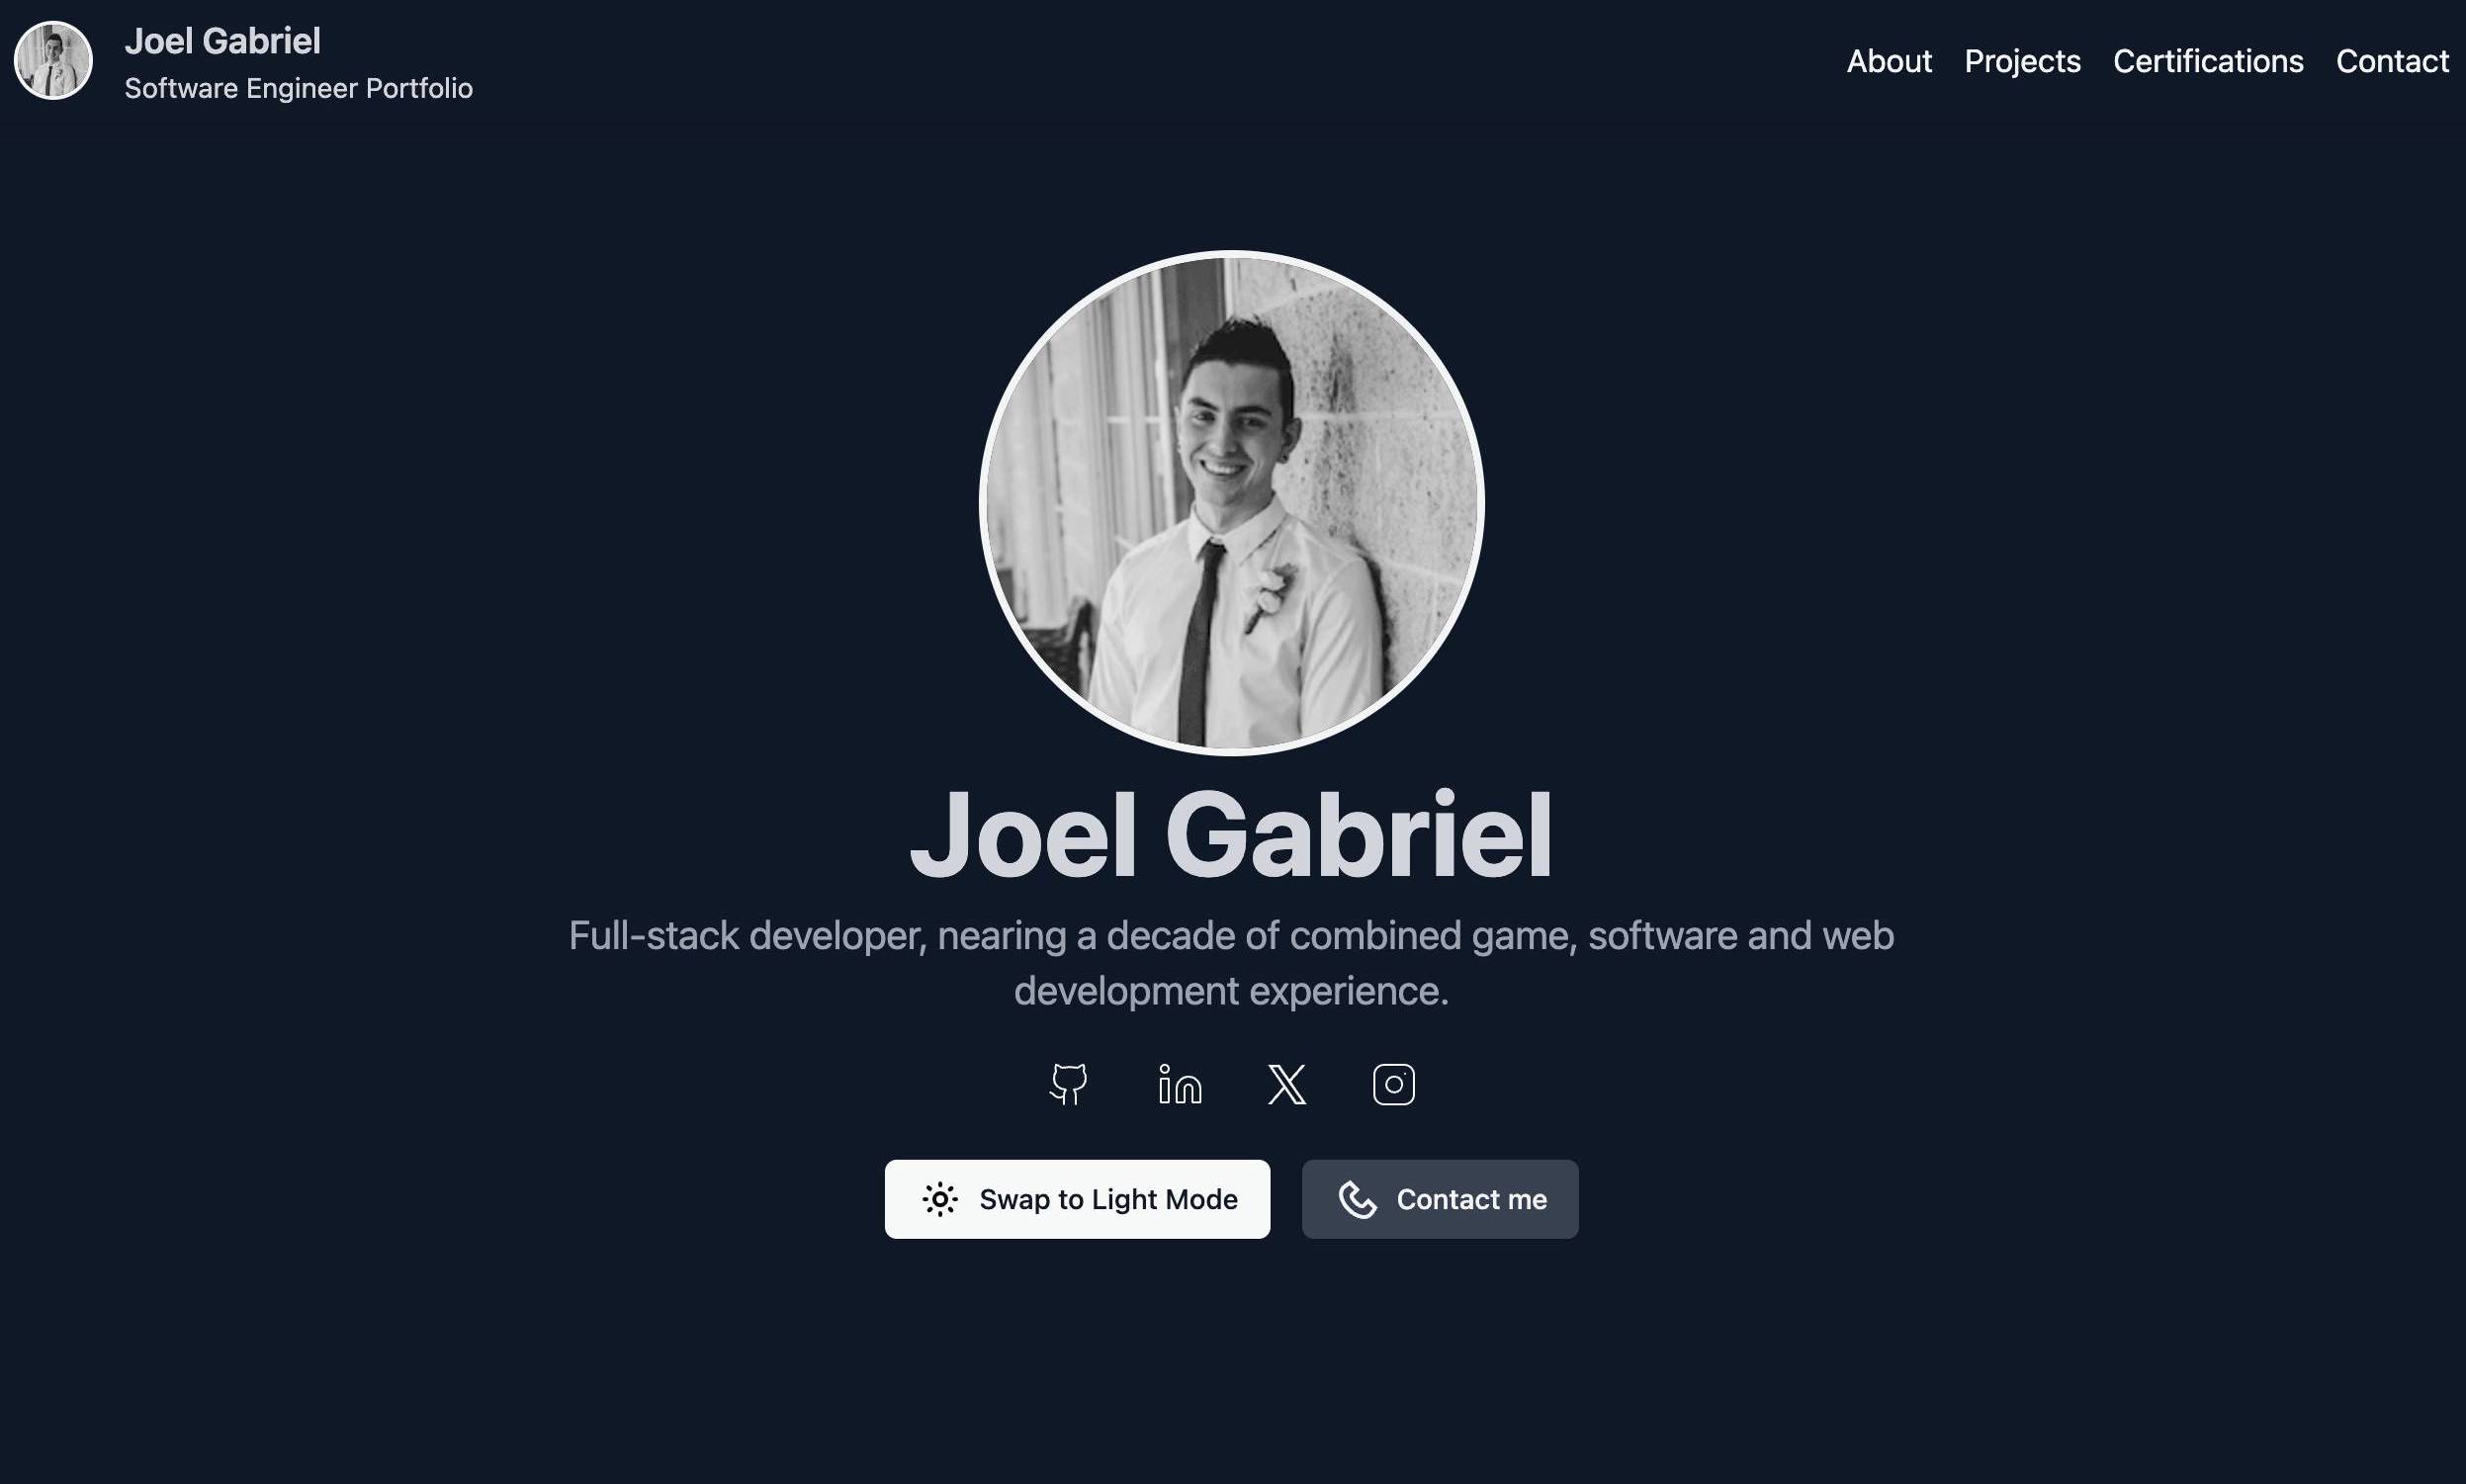 Joel Gabriel
Software Engineer Portfolio
About Projects Certifications Contact
Joel Gabriel
Full-stack developer, nearing a decade of combined game, software and web
development experience.
Swap to Light Mode
Contact me